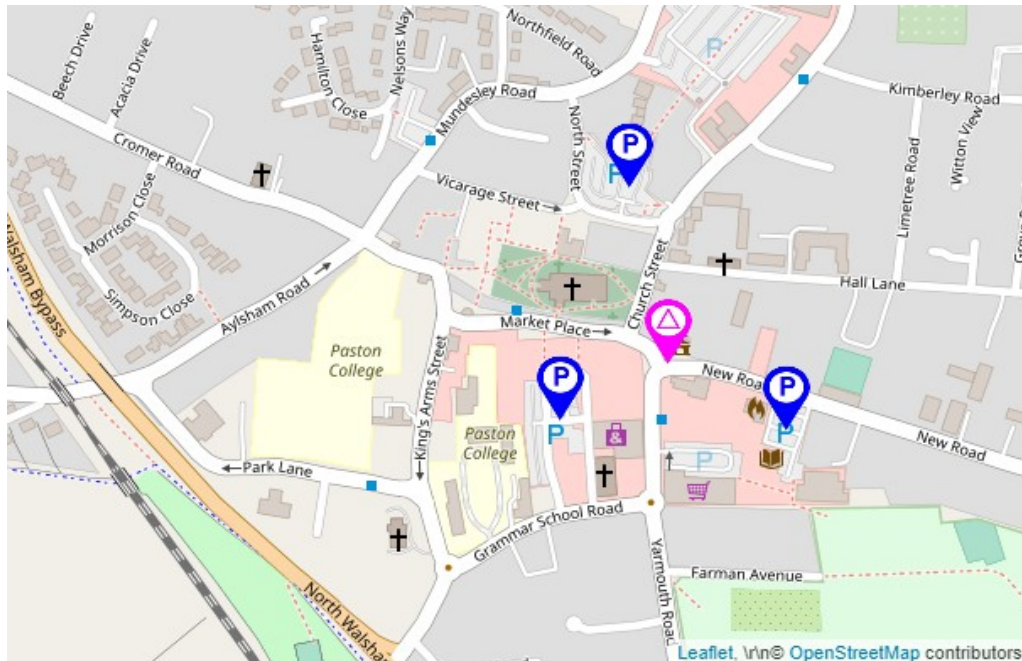 Beech Drive
Acacia Drive
Hamilton Close
Nelsons Way
Northfield Road
Mundesley Road
P
Kimberley Road
Witton View
Limetree Road
Cromer Road
North Street
P
P
Vicarage Street
Morrison Close
Simpson Close
Walsham Bypass
Aylsham Road
Church Street
Hall Lane
Market Place
Paston
College
King's Arms Street
P
P
New Road
P
P
Paston
College
&
P
New Road
Park Lane
Grammar School Road
Yarmouth Road
Farman Avenue
North Walsham
Leaflet, \r\n© OpenStreetMap contributors